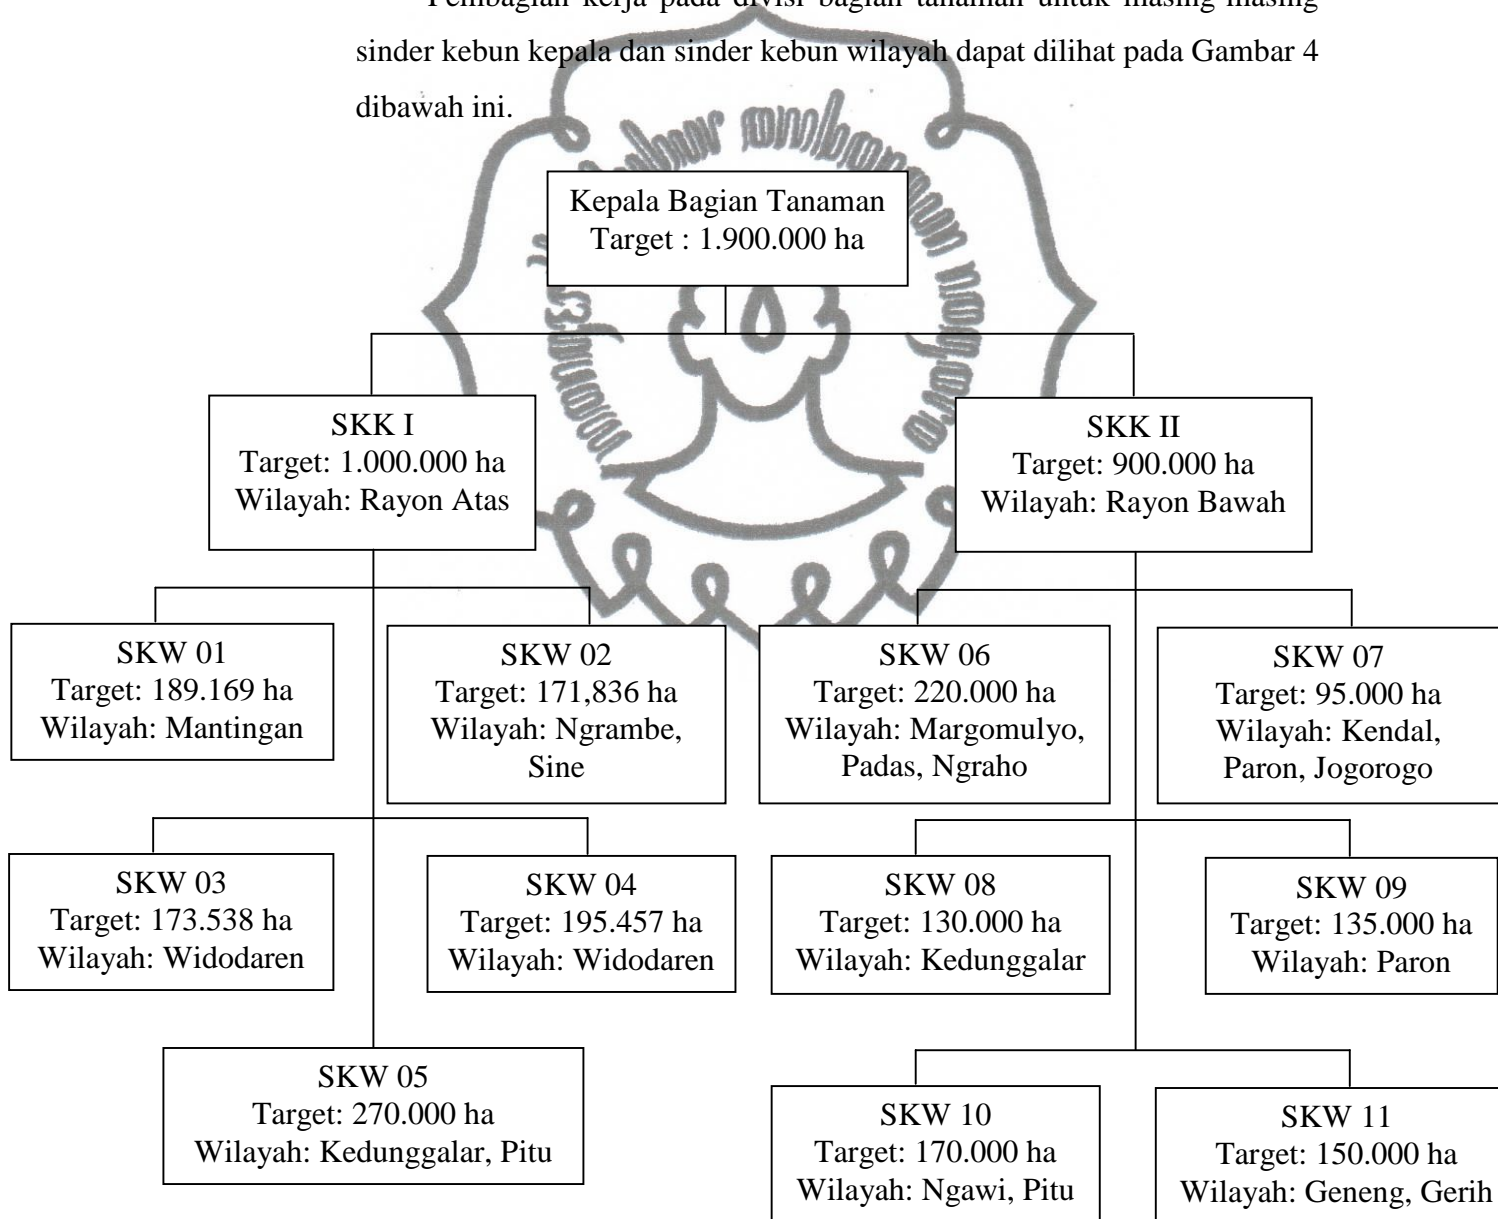 Pembagian kerja pada divisi bagian tanaman untuk masing-masing
sinder kebun kepala dan sinder kebun wilayah dapat dilihat pada Gambar 4
dibawah ini.
Kepala Bagian Tanaman
Target : 1.900.000 ha
SKK I
Target: 1.000.000 ha
Wilayah: Rayon Atas
SKK II
Target: 900.000 ha
Wilayah: Rayon Bawah
SKW 01
Target: 189.169 ha
Wilayah: Mantingan
SKW 02
Target: 171,836 ha
Wilayah: Ngrambe,
Sine
SKW 06
Target: 220.000 ha
Wilayah: Margomulyo,
Padas, Ngraho
SKW 07
Target: 95.000 ha
Wilayah: Kendal,
Paron, Jogorogo
SKW 03
Target: 173.538 ha
Wilayah: Widodaren
SKW 04
Target: 195.457 ha
Wilayah: Widodaren
SKW 08
Target: 130.000 ha
Wilayah: Kedunggalar
SKW 09
Target: 135.000 ha
Wilayah: Paron
SKW 05
Target: 270.000 ha
Wilayah: Kedunggalar, Pitu
SKW 10
Target: 170.000 ha
Wilayah: Ngawi, Pitu
SKW 11
Target: 150.000 ha
Wilayah: Geneng, Gerih